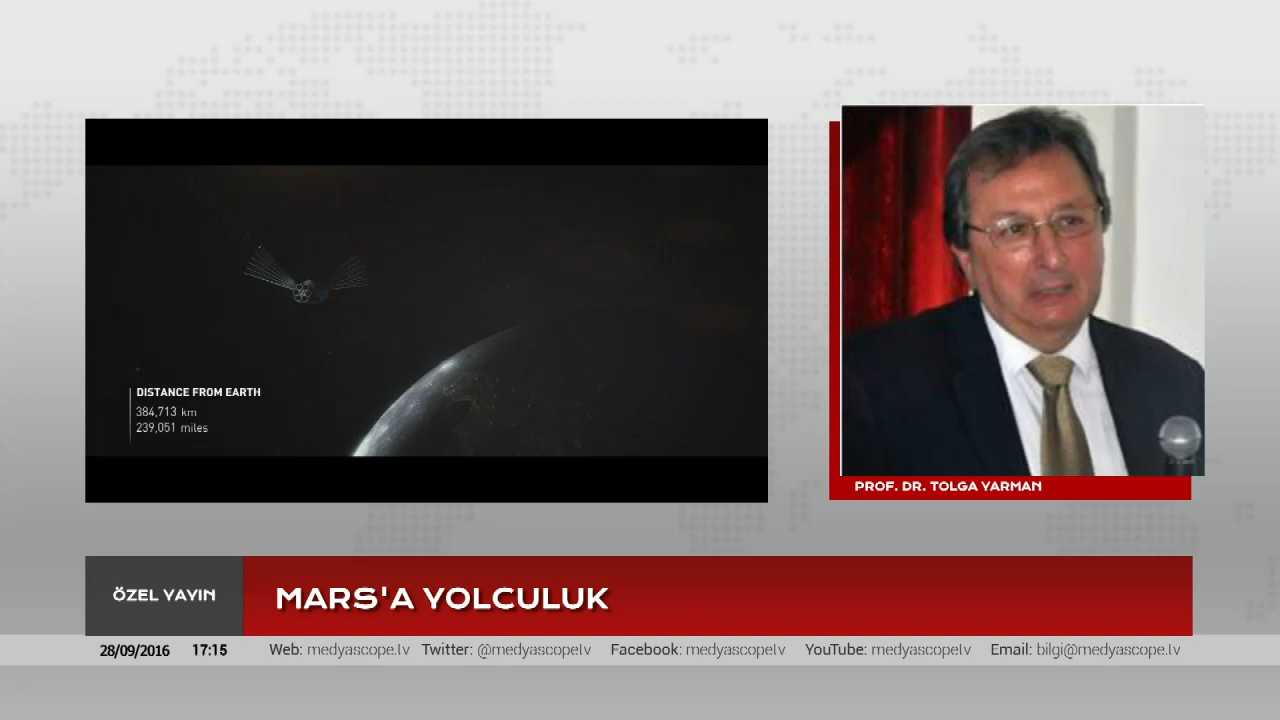 DISTANCE FROM EARTH
384,713 km
239,051 miles
PROF. DR. TOLGA YARMAN
ÖZEL YAYIN
MARS'A YOLCULUK
28/09/2016 17:15 Web: medyascope.tv Twitter: @medyascopetv Facebook: medyascopetv YouTube: medyascopetv Email: bilgi@medyascope.tv